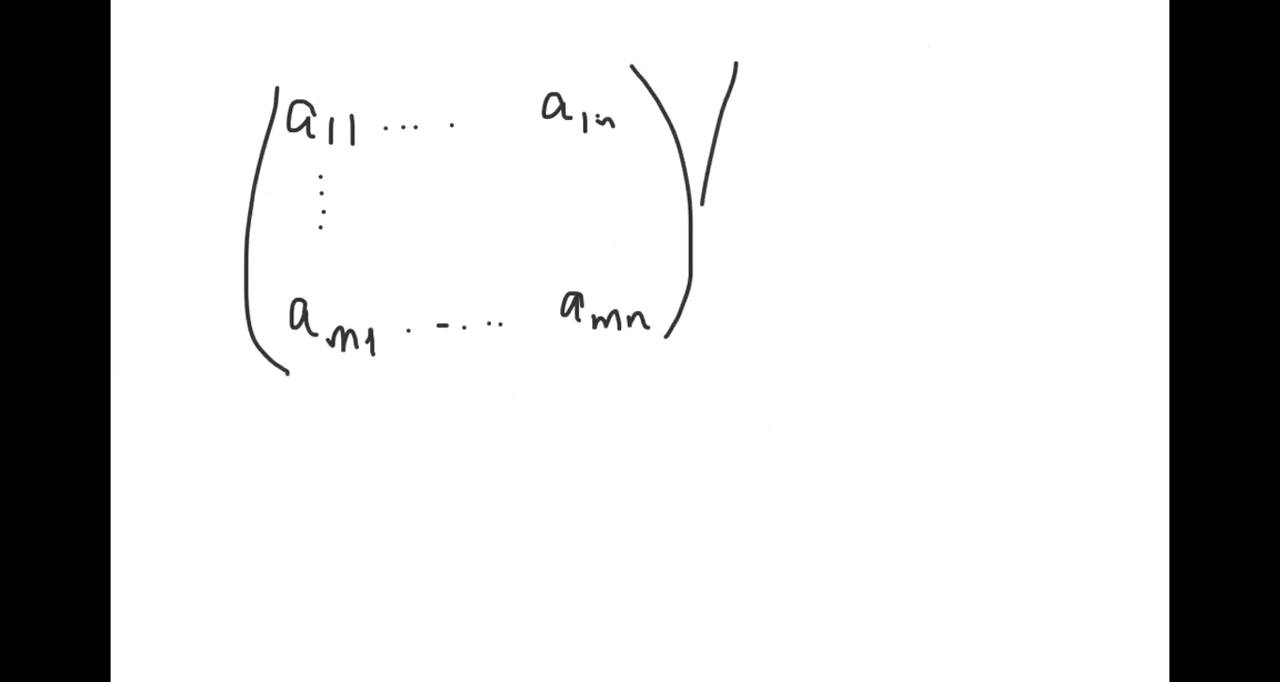 (a11 .... a1n)/
⋮
am1 . -. .. amn